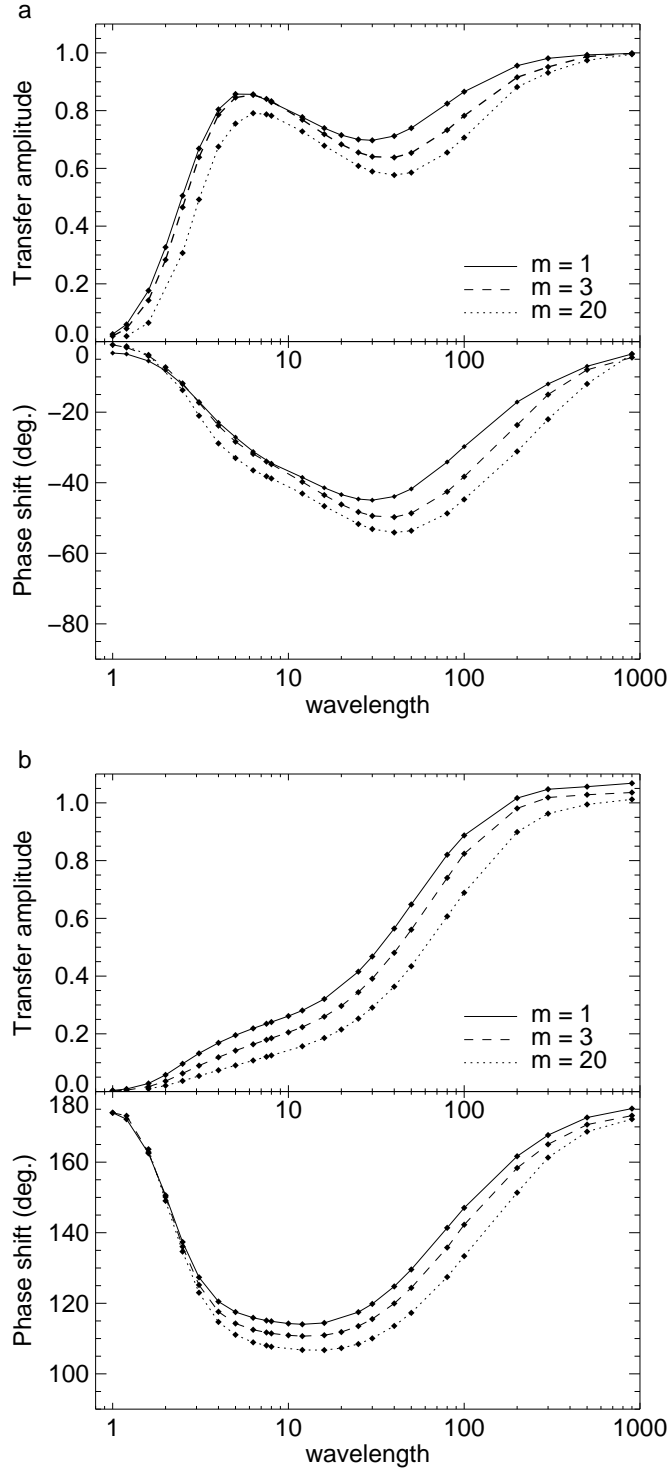 a
1.0
0.8
0.6
0.4
0.2
0.0
Transfer amplitude
m = 1
m = 3
m = 20
10
100
0
−20
−40
−60
−80
Phase shift (deg.)
1
10
100
1000
wavelength
b
1.0
0.8
0.6
0.4
0.2
0.0
Transfer amplitude
m = 1
m = 3
m = 20
10
100
180
160
140
120
100
Phase shift (deg.)
1
10
100
1000
wavelength